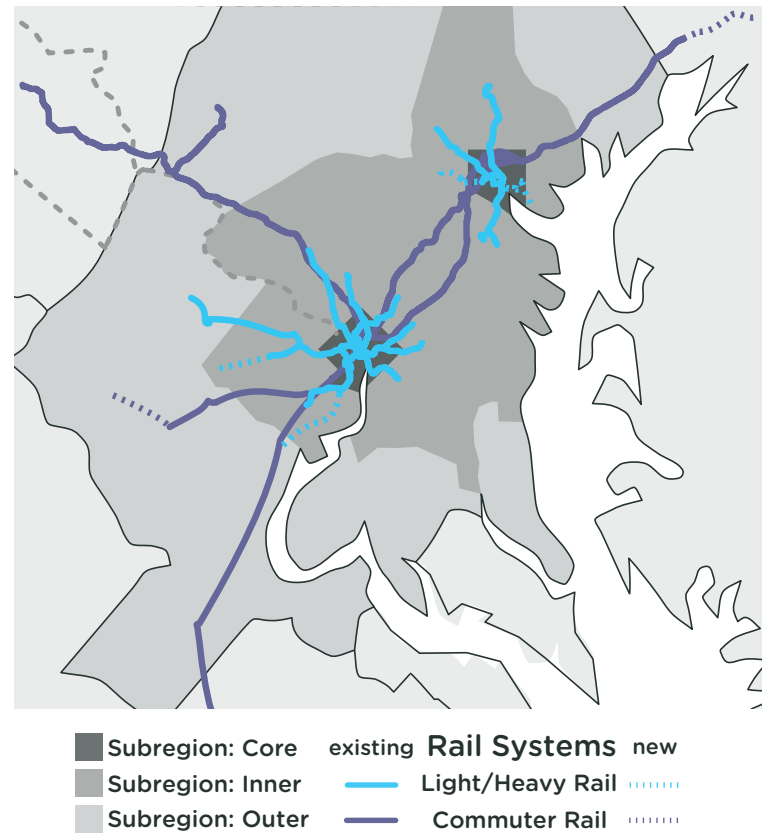 Subregion: Core existing Rail Systems new
Subregion: Inner Light/Heavy Rail
Subregion: Outer Commuter Rail